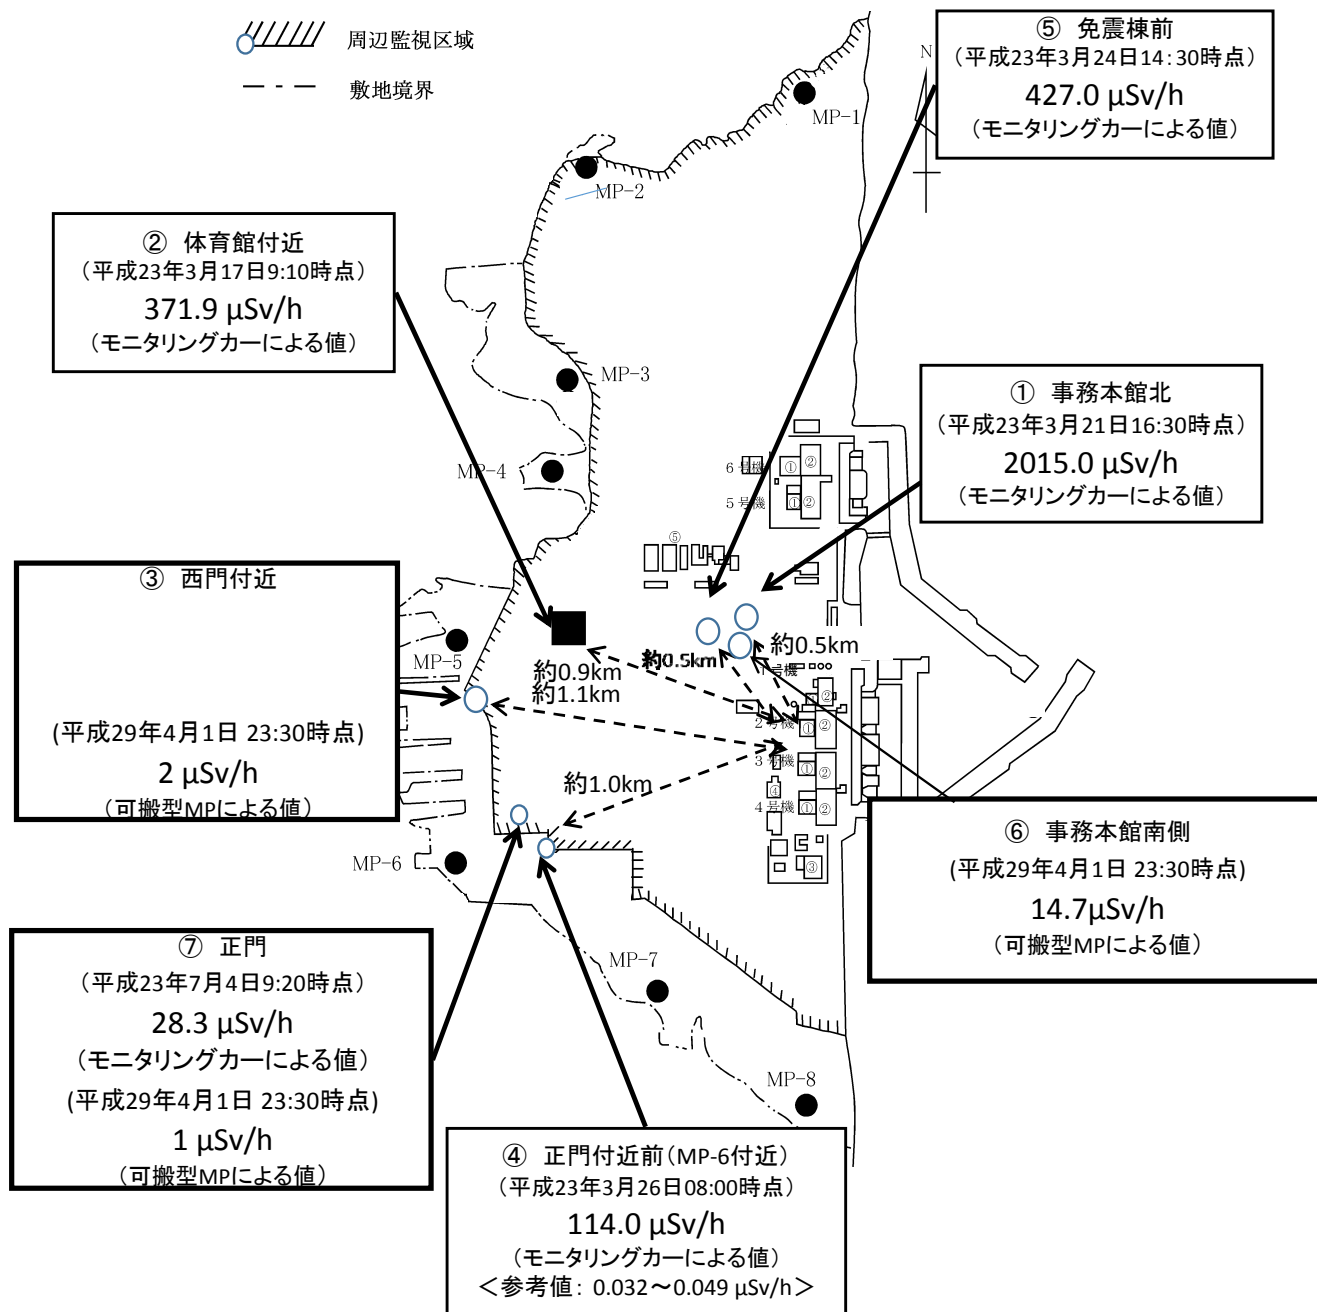 周辺監視区域
敷地境界
⑤ 免震棟前
（平成23年3月24日14：30時点）
427.0 μSv/h
（モニタリングカーによる値）
N
MP-1
MP-2
② 体育館付近
（平成23年3月17日9:10時点）
371.9 μSv/h
（モニタリングカーによる値）
MP-3
① 事務本館北
（平成23年3月21日16:30時点）
2015.0 μSv/h
（モニタリングカーによる値）
MP-4
6号機
①
②
5号機
①
②
⑤
③ 西門付近
(平成29年4月1日 23:30時点)
2 μSv/h
（可搬型MPによる値）
MP-5
約0.9km
約1.1km
約0.5km
約0.5km
1号機
②
2号機
①
②
3号機
①
②
④
4号機
①
②
③
約1.0km
MP-6
⑥ 事務本館南側
(平成29年4月1日 23:30時点)
14.7μSv/h
（可搬型MPによる値）
⑦ 正門
（平成23年7月4日9:20時点）
28.3 μSv/h
（モニタリングカーによる値）
(平成29年4月1日 23:30時点)
1 μSv/h
（可搬型MPによる値）
MP-7
MP-8
④ 正門付近前（MP-6付近）
（平成23年3月26日08:00時点）
114.0 μSv/h
（モニタリングカーによる値）
＜参考値： 0.032～0.049 μSv/h＞